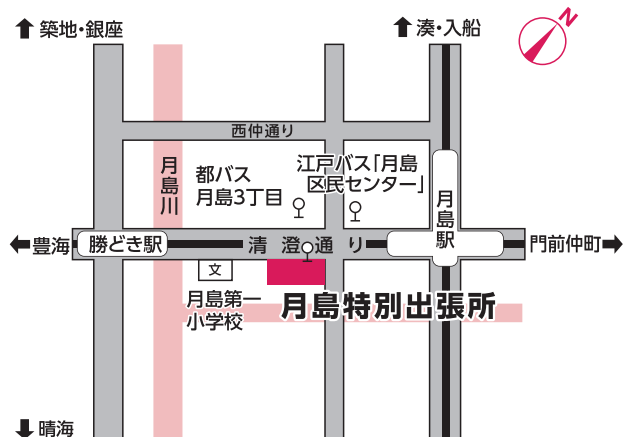 築地・銀座
湊・入船
N
西仲通り
月島川
都バス
月島3丁目
江戸バス「月島
区民センター」
月島駅
豊海
勝どき駅
清澄通り
門前仲町
文
月島第一
小学校
月島特別出張所
晴海